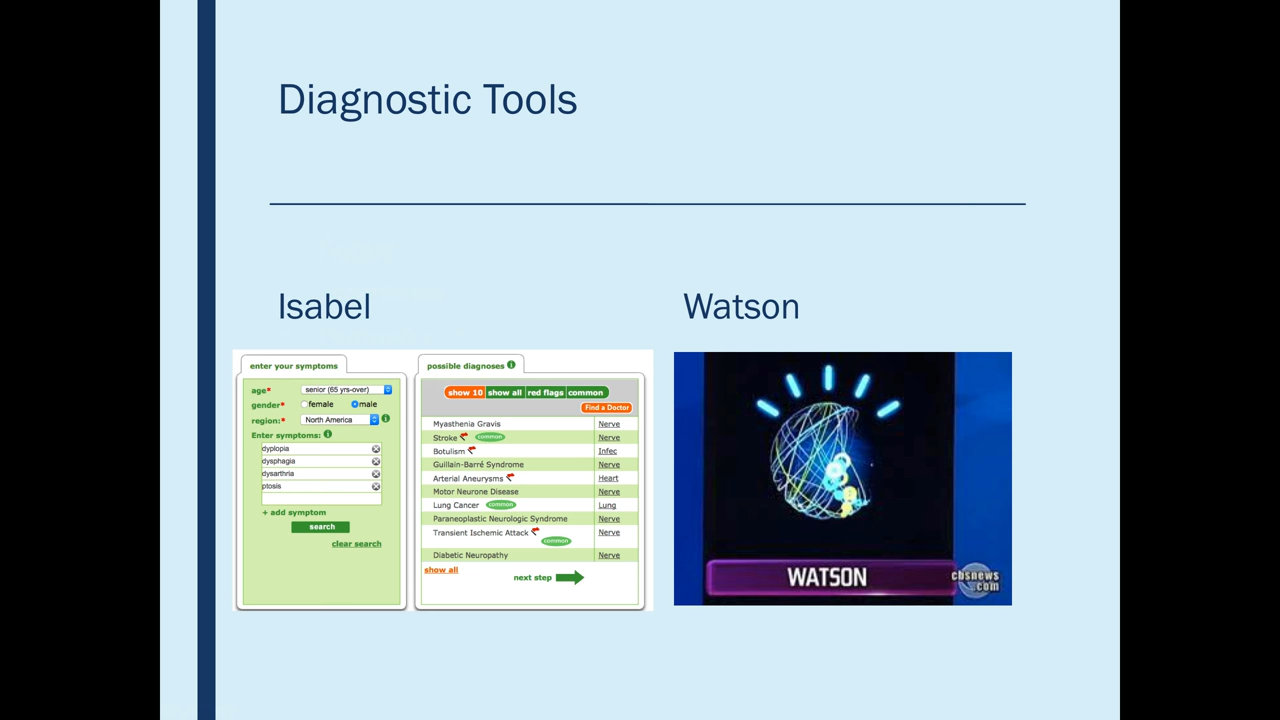 Diagnostic Tools
Isabel
Watson
enter your symptoms
age*
senior (65 yrs-over)
gender:*
female
male
region:*
North America
Enter symptoms:
dyplopia
dysphagia
dysarthria
ptosis
+ add symptom
search
clear search
possible diagnoses
show 10 show all red flags common
Find a Doctor
Myasthenia Gravis Nerve
Stroke common Nerve
Botulism Infec
Guillain-Barré Syndrome Nerve
Arterial Aneurysms Heart
Motor Neurone Disease Nerve
Lung Cancer common Lung
Paraneoplastic Neurologic Syndrome Nerve
Transient Ischemic Attack common Nerve
Diabetic Neuropathy Nerve
show all
next step
WATSON
cbsnews
.com